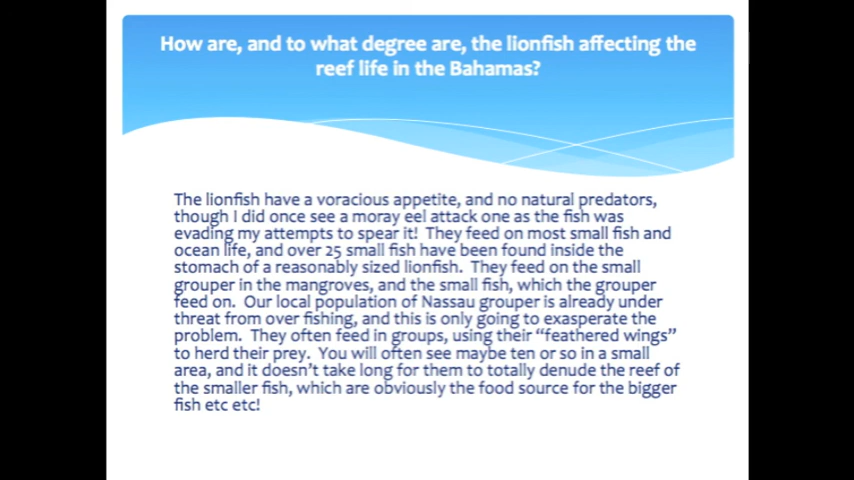 How are, and to what degree are, the lionfish affecting the
reef life in the Bahamas?
The lionfish have a voracious appetite, and no natural predators,
though I did once see a moray eel attack one as the fish was
evading my attempts to spear it!  They feed on most small fish and
ocean life, and over 25 small fish have been found inside the
stomach of a reasonably sized lionfish.  They feed on the small
grouper in the mangroves, and the small fish, which the grouper
feed on.  Our local population of Nassau grouper is already under
threat from over fishing, and this is only going to exasperate the
problem.  They often feed in groups, using their “feathered wings”
to herd their prey.  You will often see maybe ten or so in a small
area, and it doesn’t take long for them to totally denude the reef of
the smaller fish, which are obviously the food source for the bigger
fish etc etc!